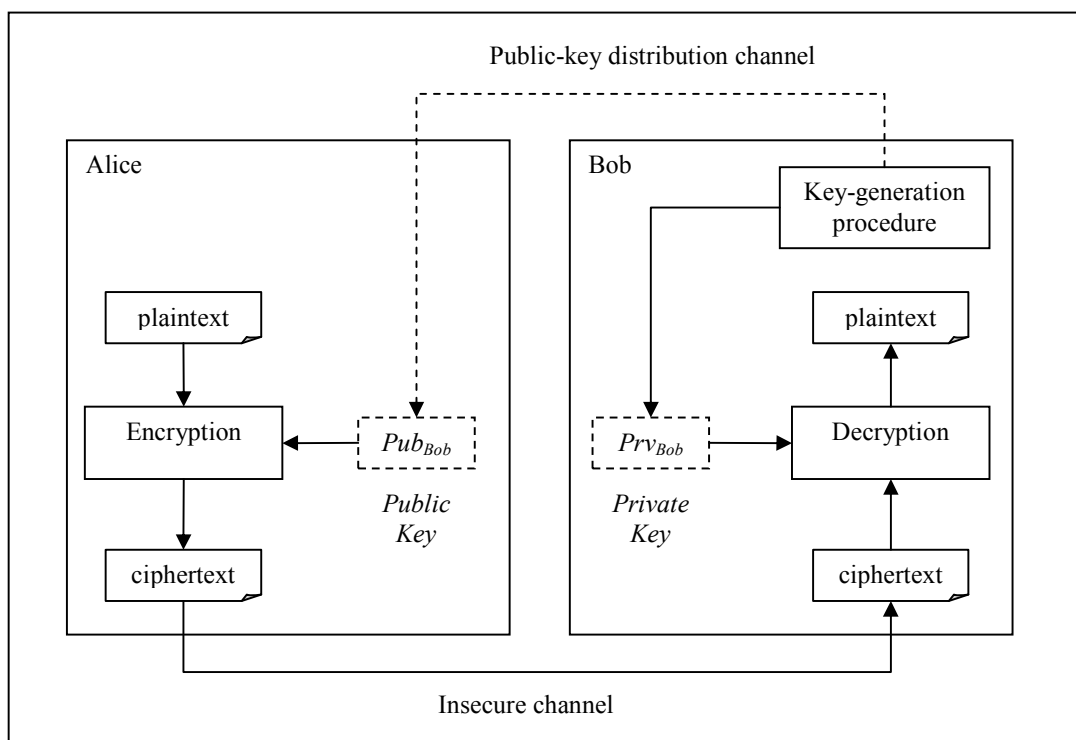 Public-key distribution channel
Alice
Bob
Key-generation
procedure
plaintext
plaintext
Encryption
Pub_Bob
Prv_Bob
Decryption
Public
Key
Private
Key
ciphertext
ciphertext
Insecure channel